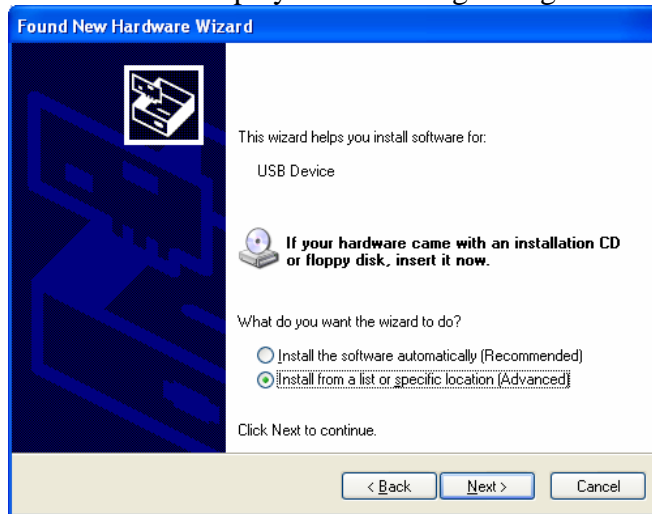 Found New Hardware Wizard
This wizard helps you install software for:
USB Device
If your hardware came with an installation CD
or floppy disk, insert it now.
What do you want the wizard to do?
Install the software automatically (Recommended)
Install from a list or specific location (Advanced)
Click Next to continue.
< Back Next > Cancel